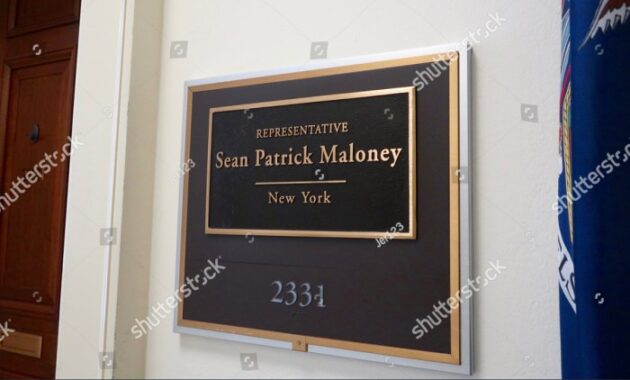 REPRESENTATIVE
Sean Patrick Maloney
New York
2331